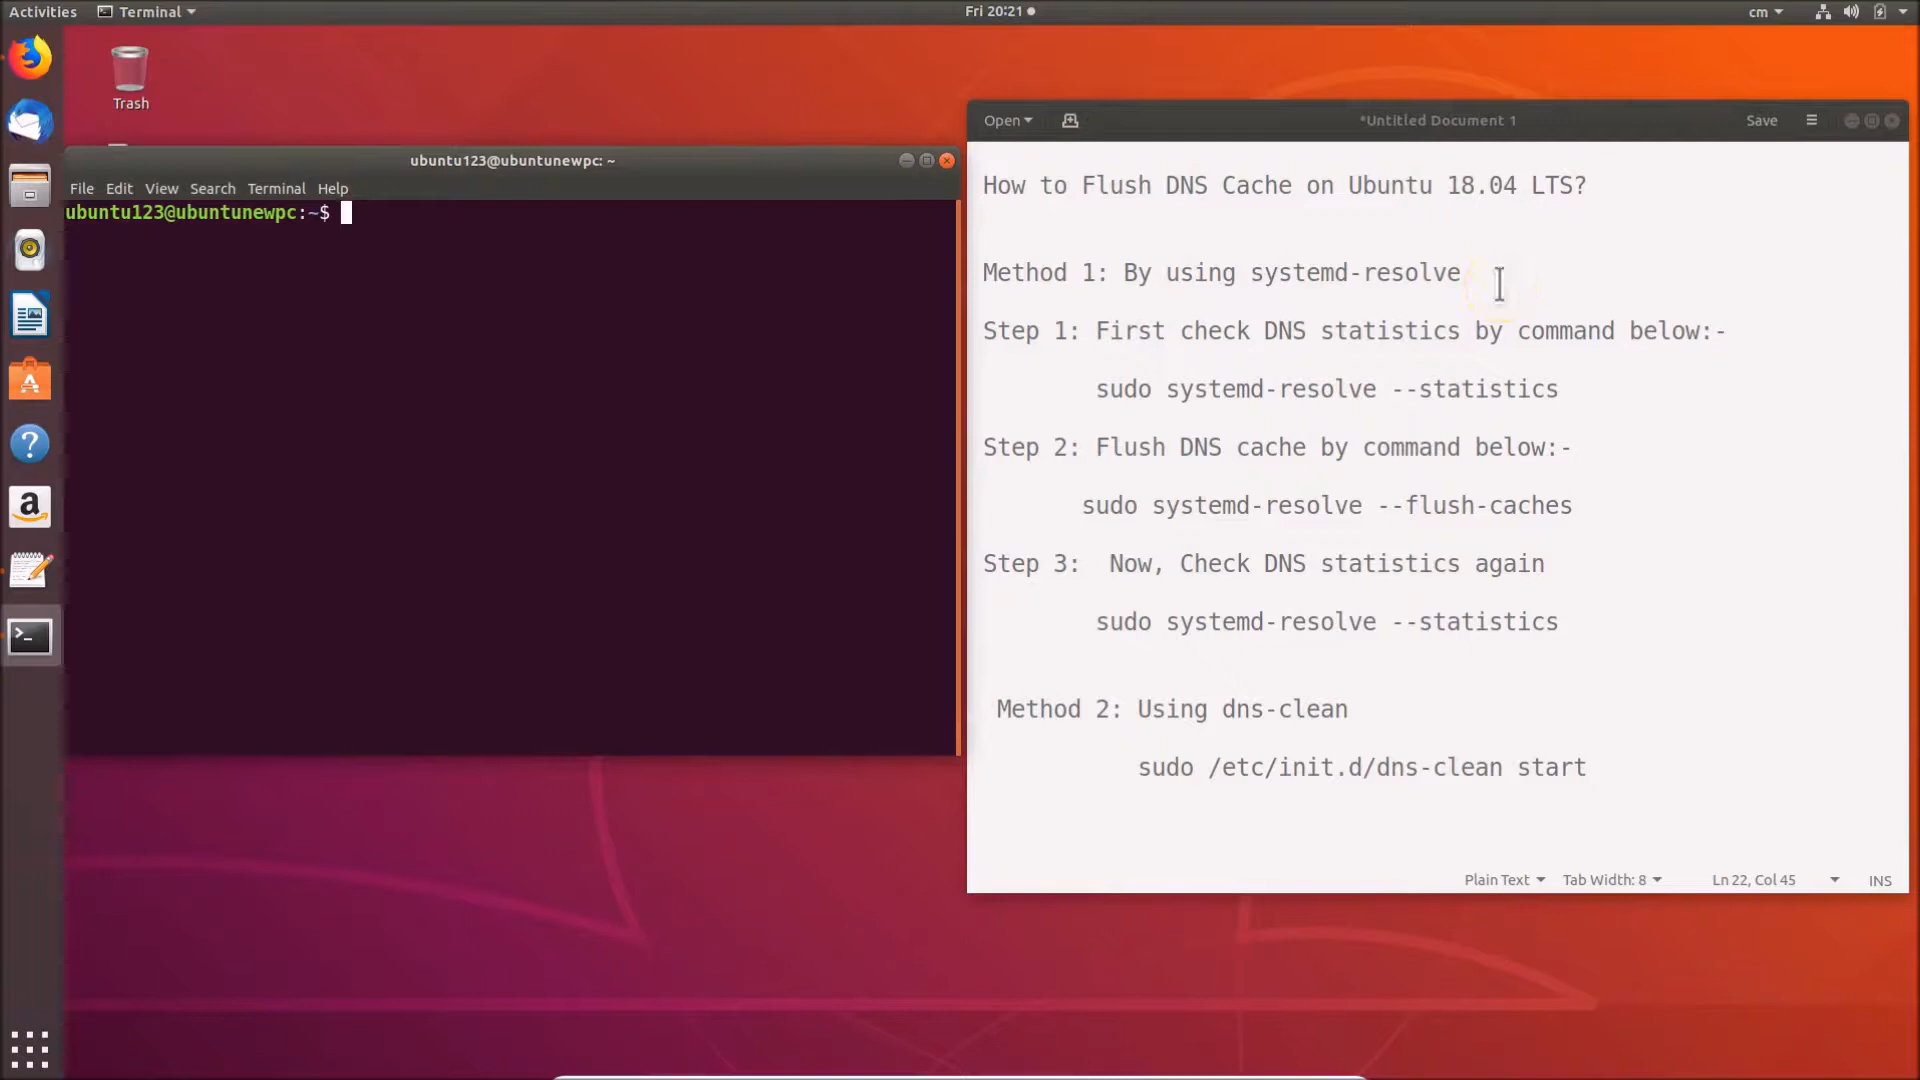 Activities
Terminal
Fri 20:21
cm
Trash
ubuntu123@ubuntunewpc: ~
File Edit View Search Terminal Help
ubuntu123@ubuntunewpc:~$
Open
*Untitled Document 1
Save
How to Flush DNS Cache on Ubuntu 18.04 LTS?
Method 1: By using systemd-resolve
Step 1: First check DNS statistics by command below:-
sudo systemd-resolve --statistics
Step 2: Flush DNS cache by command below:-
sudo systemd-resolve --flush-caches
Step 3:  Now, Check DNS statistics again
sudo systemd-resolve --statistics
Method 2: Using dns-clean
sudo /etc/init.d/dns-clean start
Plain Text
Tab Width: 8
Ln 22, Col 45
INS